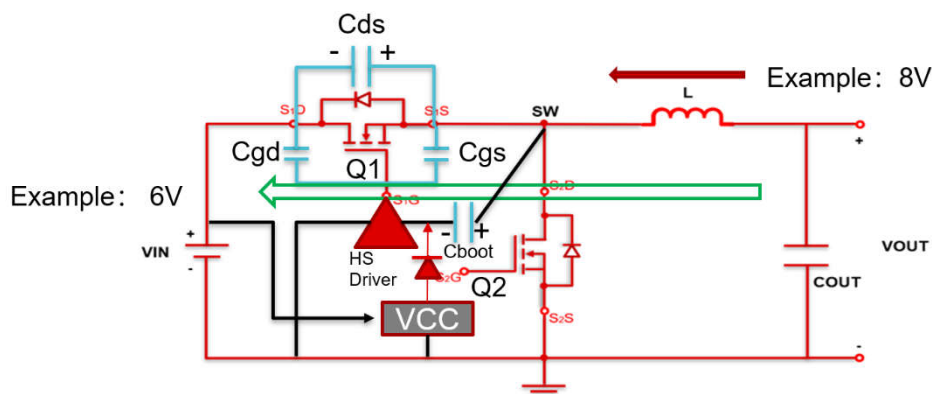 Cds
- +
Example：8V
L
S1D
S1S
SW
Cgd
Cgs
Q1
Example：6V
S1G
S2D
+
+
-
VIN
- +
Cboot
HS
Driver
S2G
Q2
VCC
VOUT
COUT
S2S
-